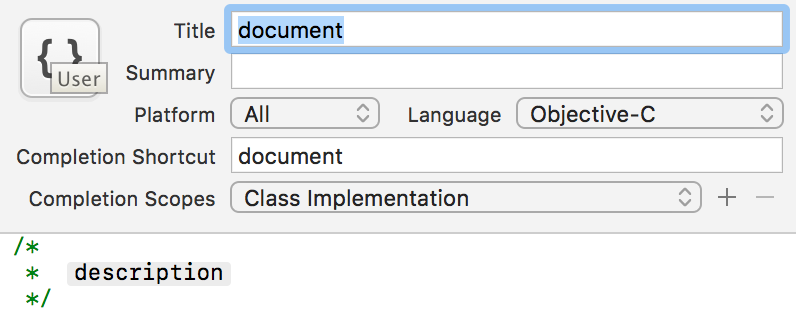 Title document
{ } User
Summary
Platform All Language Objective-C
Completion Shortcut document
Completion Scopes Class Implementation + −
/*
* description
*/